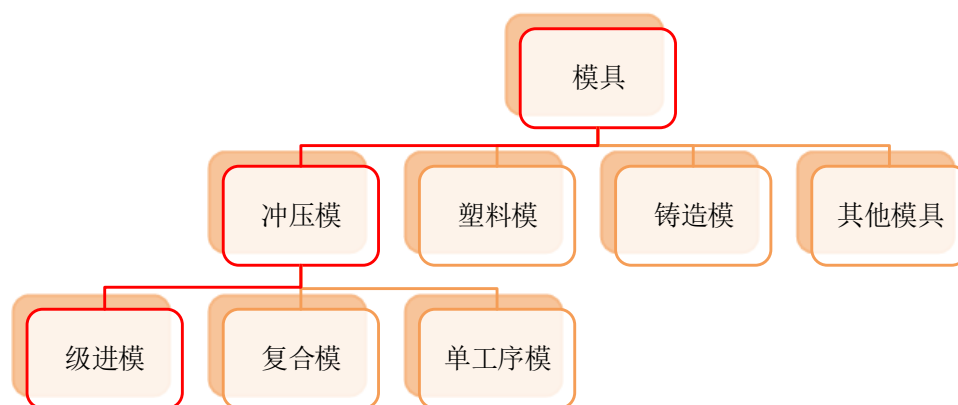 模具
冲压模
塑料模
铸造模
其他模具
级进模
复合模
单工序模